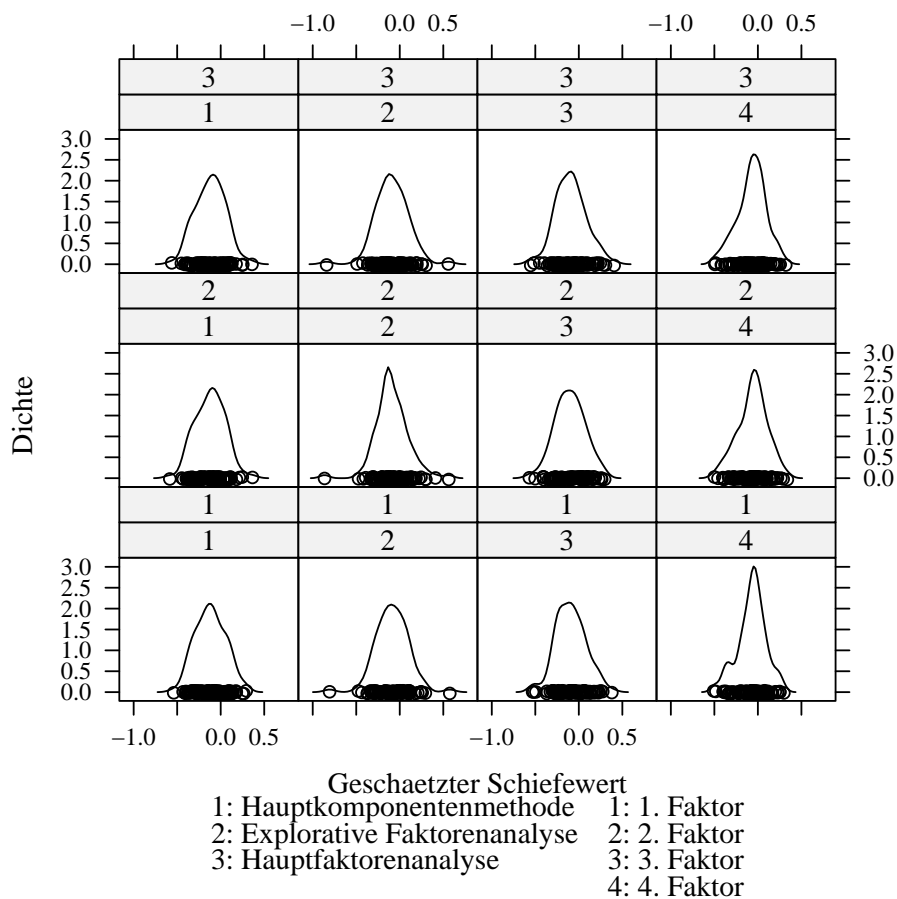 −1.0 0.0 0.5 −1.0 0.0 0.5
3 3 3 3
1 2 3 4
3.0
2.5
2.0
1.5
1.0
0.5
0.0
2 2 2 2
1 2 3 4
3.0
2.5
2.0
1.5
1.0
0.5
0.0
Dichte
1 1 1 1
1 2 3 4
3.0
2.5
2.0
1.5
1.0
0.5
0.0
−1.0 0.0 0.5 −1.0 0.0 0.5
Geschaetzter Schiefewert
1: Hauptkomponentenmethode 1: 1. Faktor
2: Explorative Faktorenanalyse 2: 2. Faktor
3: Hauptfaktorenanalyse 3: 3. Faktor
4: 4. Faktor